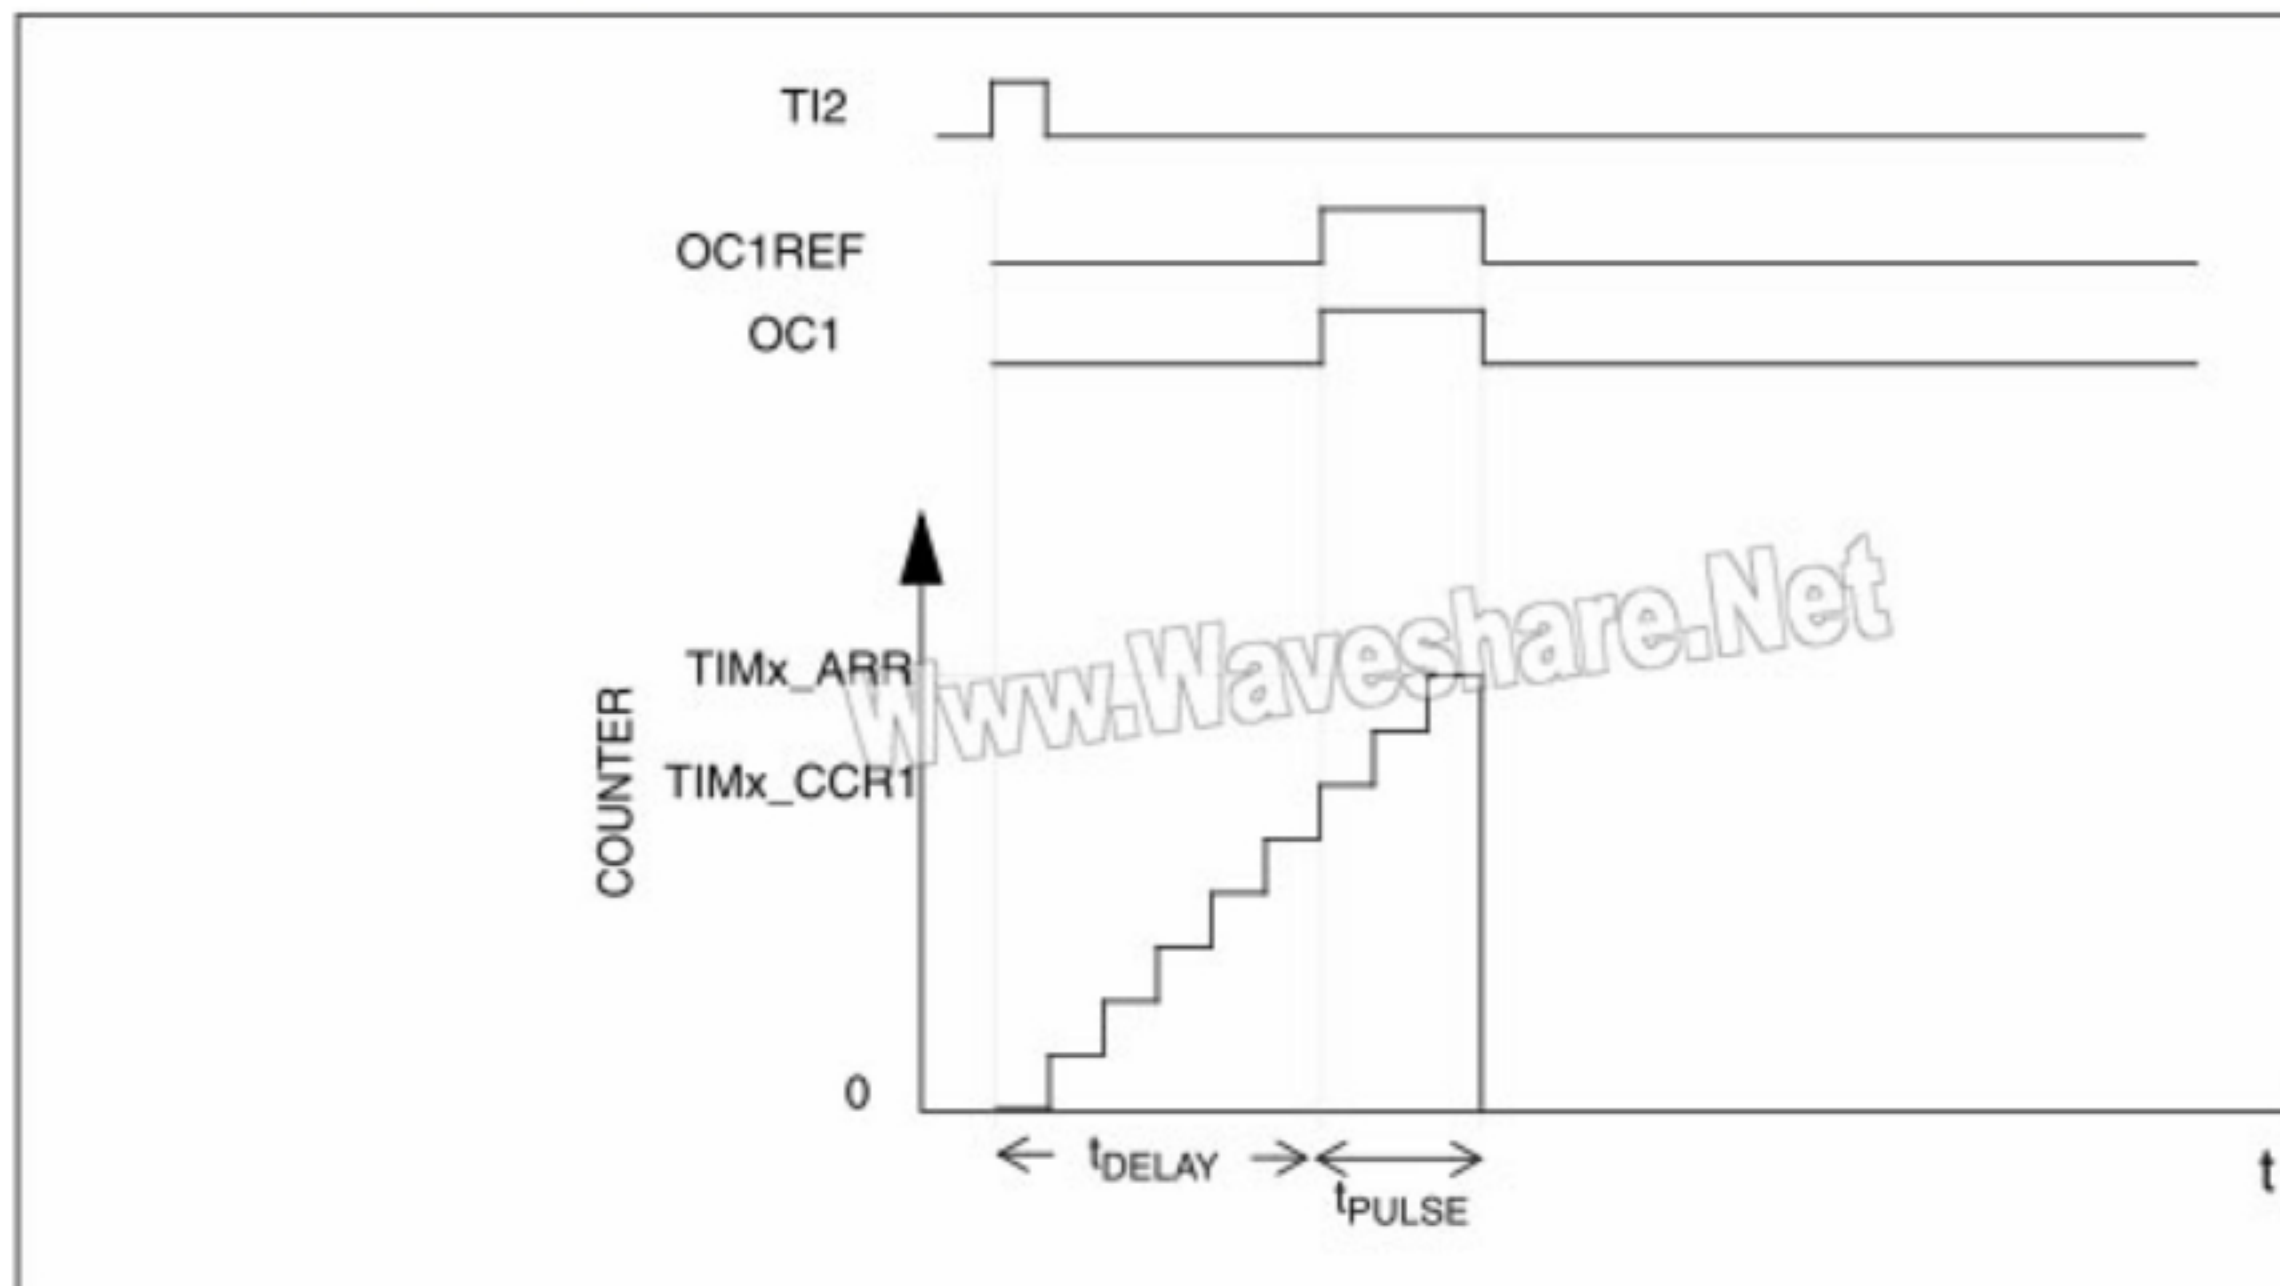 TI2
OC1REF
OC1
TIMx_ARR
TIMx_CCR1
COUNTER
0
tDELAY
tPULSE
t
Www.Waveshare.Net